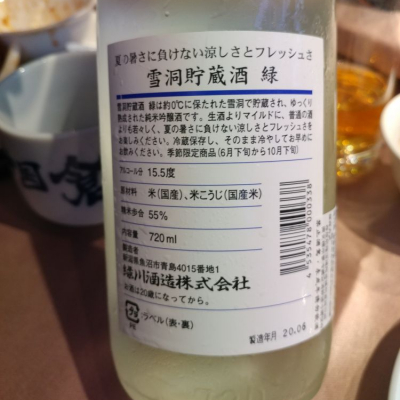 夏の暑さに負けない涼しさとフレッシュさ
雪洞貯蔵酒 緑
雪洞貯蔵酒 緑は約0℃に保たれた雪洞で貯蔵され、ゆっくり
熟成された純米吟醸酒です。生酒よりマイルドに、普通の酒
よりも若々しく、夏の暑さに負けない涼しさとフレッシュさを
お楽しみください。冷蔵保存し、そのまま冷やしてお早めに
お飲みください。季節限定商品(6月下旬から10月下旬)
アルコール分 15.5度
原材料 米(国産)、米こうじ(国産米)
精米歩合 55%
内容量 720ml
製造者
新潟県魚沼市青島4015番地1
緑川酒造株式会社
お酒は20歳になってから。
プラ
ラベル(表・裏)
PE
製造年月 20.06
4 535478 000338